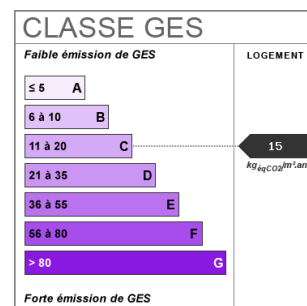 CLASSE GES
Faible émission de GES
LOGEMENT
≤ 5 A
6 à 10 B
11 à 20 C
15
kgéqCO2/m².an
21 à 35 D
36 à 55 E
56 à 80 F
> 80 G
Forte émission de GES